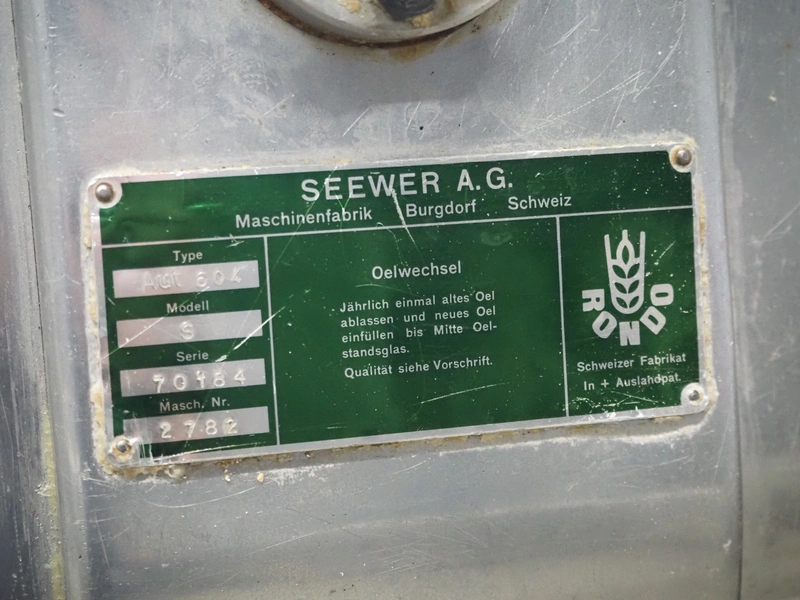 SEEWER A.G.
Maschinenfabrik Burgdorf Schweiz
Type
604
Modell
S
Serie
70184
Masch. Nr.
2782
Oelwechsel
Jährlich einmal altes Oel
ablassen und neues Oel
einfüllen bis Mitte Oel-
standsglas.
Qualität siehe Vorschrift.
RONDO
Schweizer Fabrikat
In + Auslandpat.